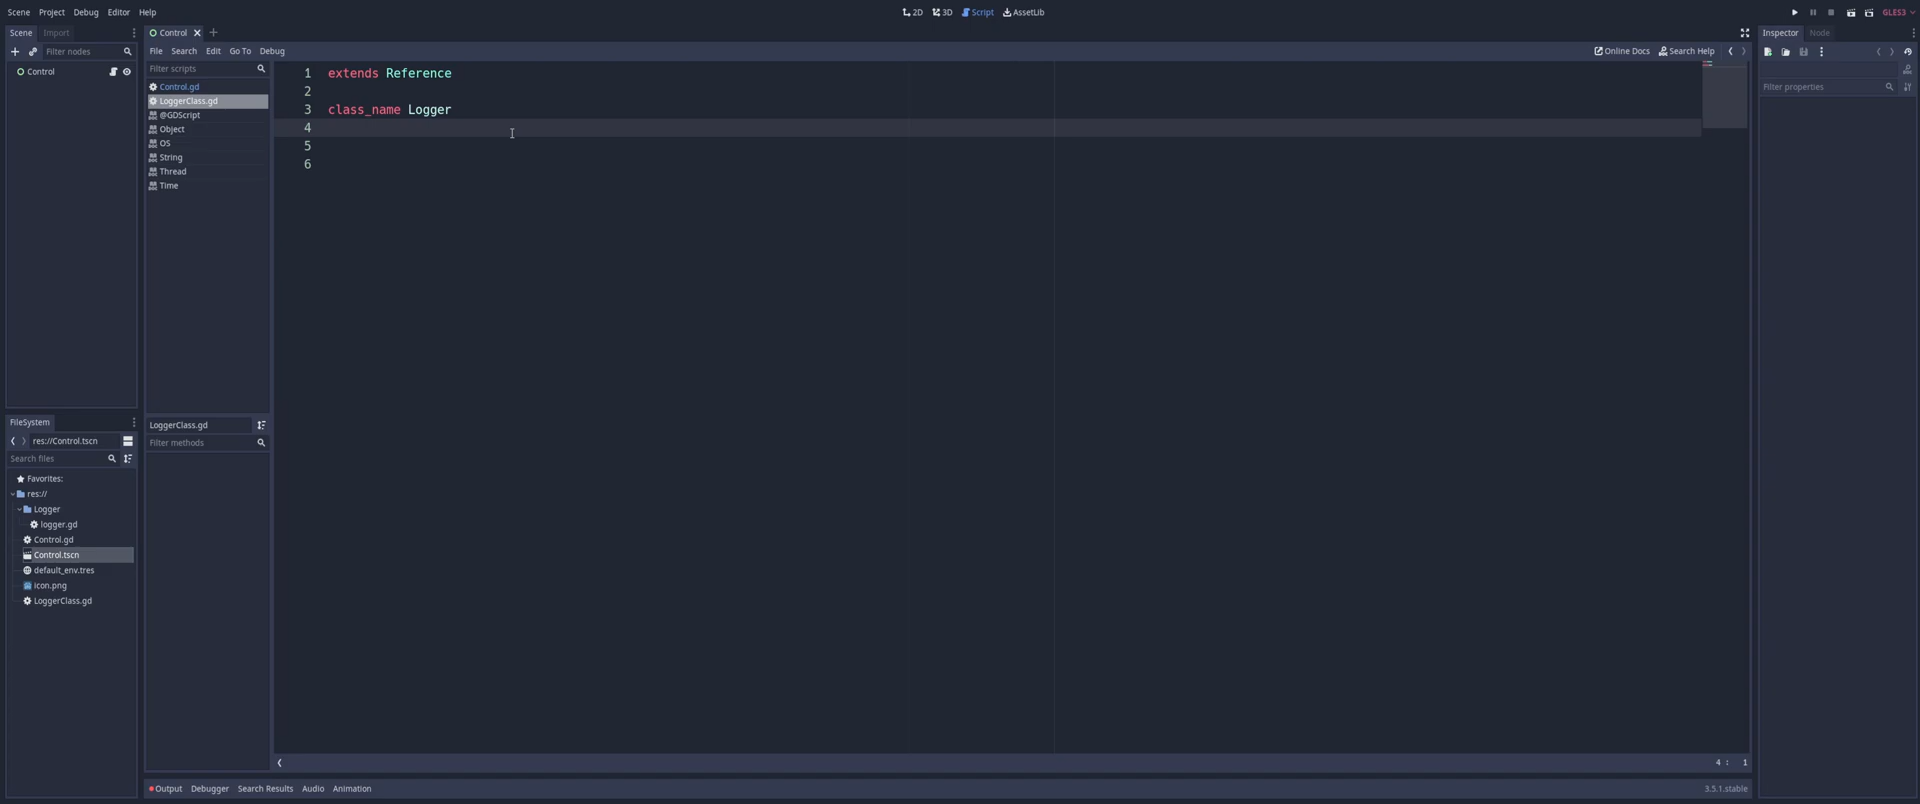 Scene Project Debug Editor Help
2D 3D Script AssetLib
GLES3
Scene Import
Filter nodes
Control
Control
File Search Edit Go To Debug
Online Docs Search Help
Filter scripts
Control.gd
LoggerClass.gd
@GDScript
Object
OS
String
Thread
Time
LoggerClass.gd
Filter methods
1 extends Reference
2
3 class_name Logger
4
5
6
4 : 1
Inspector Node
Filter properties
FileSystem
res://Control.tscn
Search files
Favorites:
res://
Logger
logger.gd
Control.gd
Control.tscn
default_env.tres
icon.png
LoggerClass.gd
Output Debugger Search Results Audio Animation
3.5.1.stable